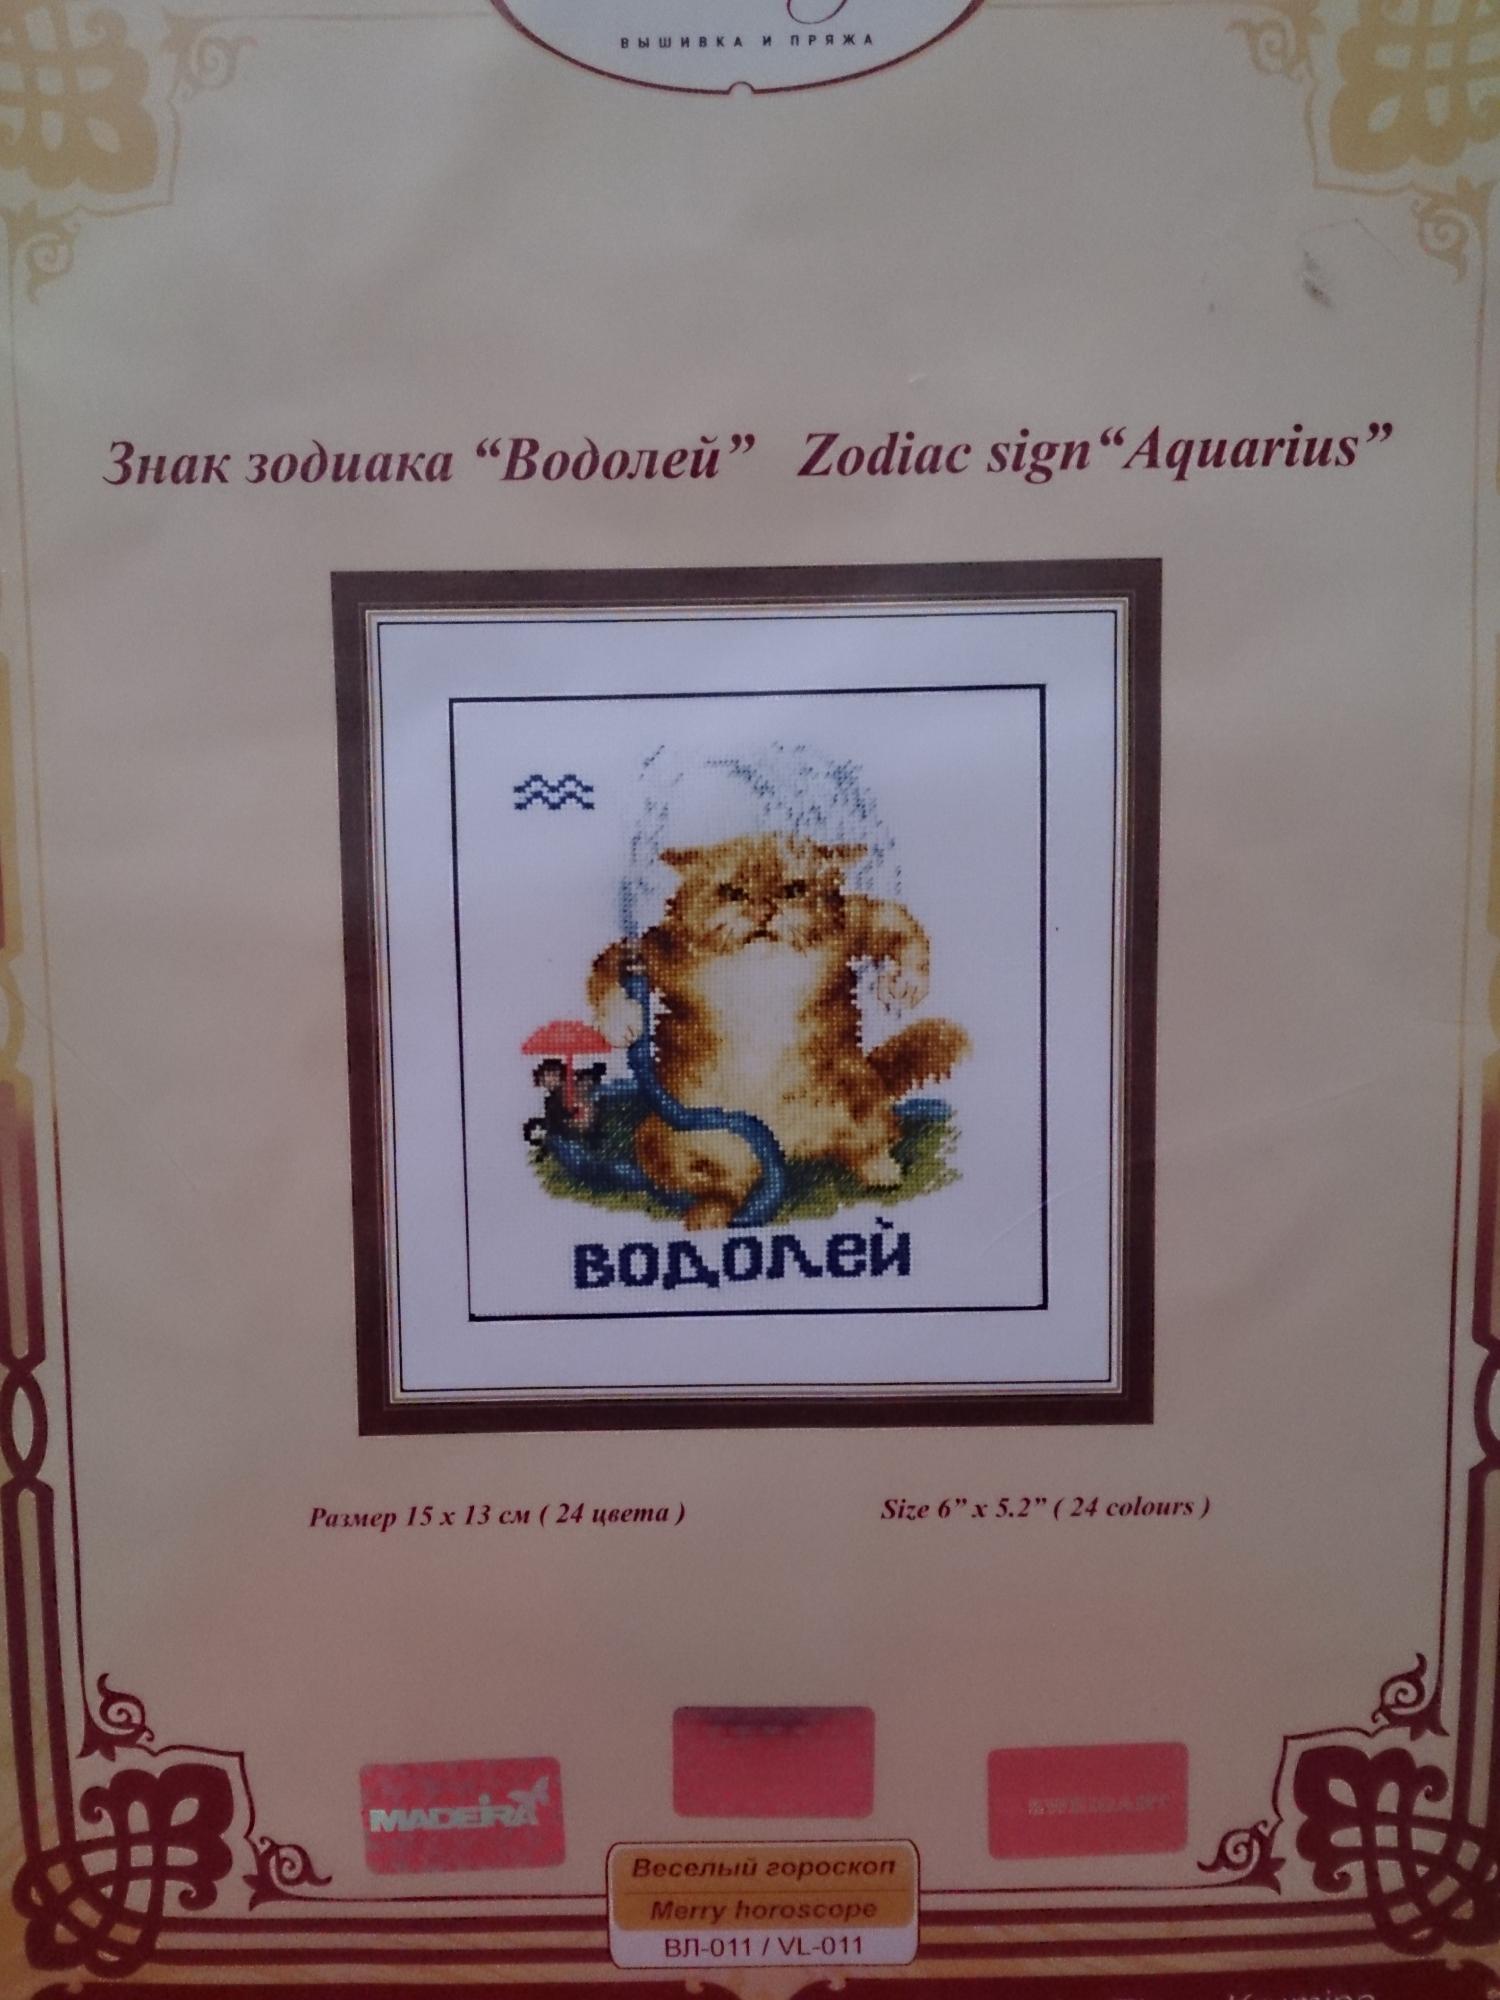 ВЫШИВКА И ПРЯЖА
Знак зодиака “Водолей” Zodiac sign “Aquarius”
ВОДОЛЕЙ
Размер 15 x 13 см ( 24 цвета ) Size 6” x 5.2” ( 24 colours )
MADEIRA
ZWEIGART
Веселый гороскоп
Merry horoscope
ВЛ-011 / VL-011